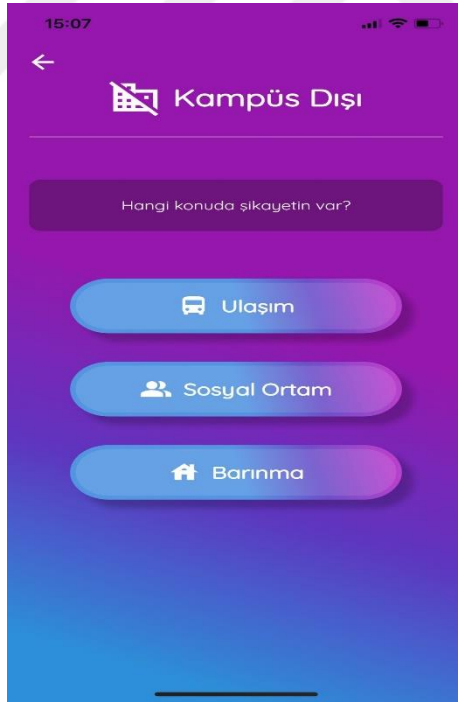 15:07
Kampüs Dışı
Hangi konuda şikayetin var?
Ulaşım
Sosyal Ortam
Barınma